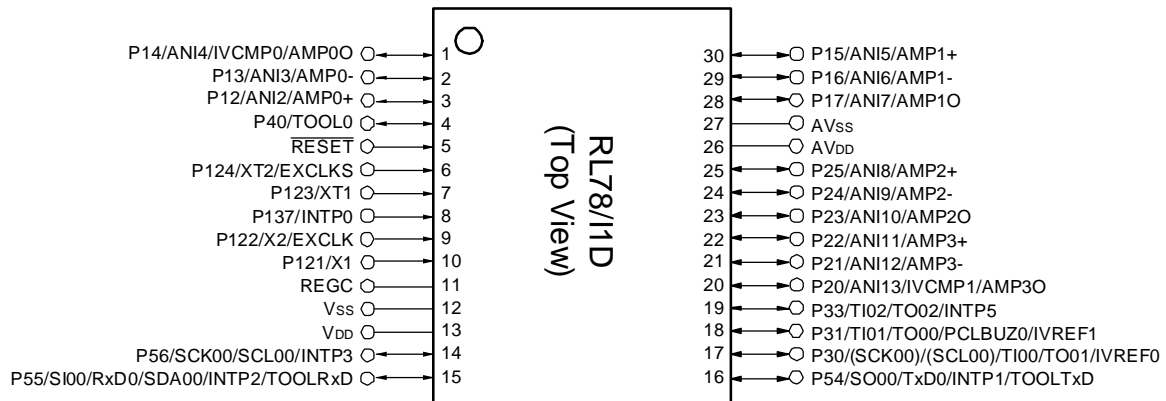 P14/ANI4/IVCMP0/AMP0O 1
P13/ANI3/AMP0- 2
P12/ANI2/AMP0+ 3
P40/TOOL0 4
RESET 5
P124/XT2/EXCLKS 6
P123/XT1 7
P137/INTP0 8
P122/X2/EXCLK 9
P121/X1 10
REGC 11
VSS 12
VDD 13
P56/SCK00/SCL00/INTP3 14
P55/SI00/RxD0/SDA00/INTP2/TOOLRxD 15
RL78/I1D
(Top View)
30 P15/ANI5/AMP1+
29 P16/ANI6/AMP1-
28 P17/ANI7/AMP1O
27 AVSS
26 AVDD
25 P25/ANI8/AMP2+
24 P24/ANI9/AMP2-
23 P23/ANI10/AMP2O
22 P22/ANI11/AMP3+
21 P21/ANI12/AMP3-
20 P20/ANI13/IVCMP1/AMP3O
19 P33/TI02/TO02/INTP5
18 P31/TI01/TO00/PCLBUZ0/IVREF1
17 P30/(SCK00)/(SCL00)/TI00/TO01/IVREF0
16 P54/SO00/TxD0/INTP1/TOOLTxD